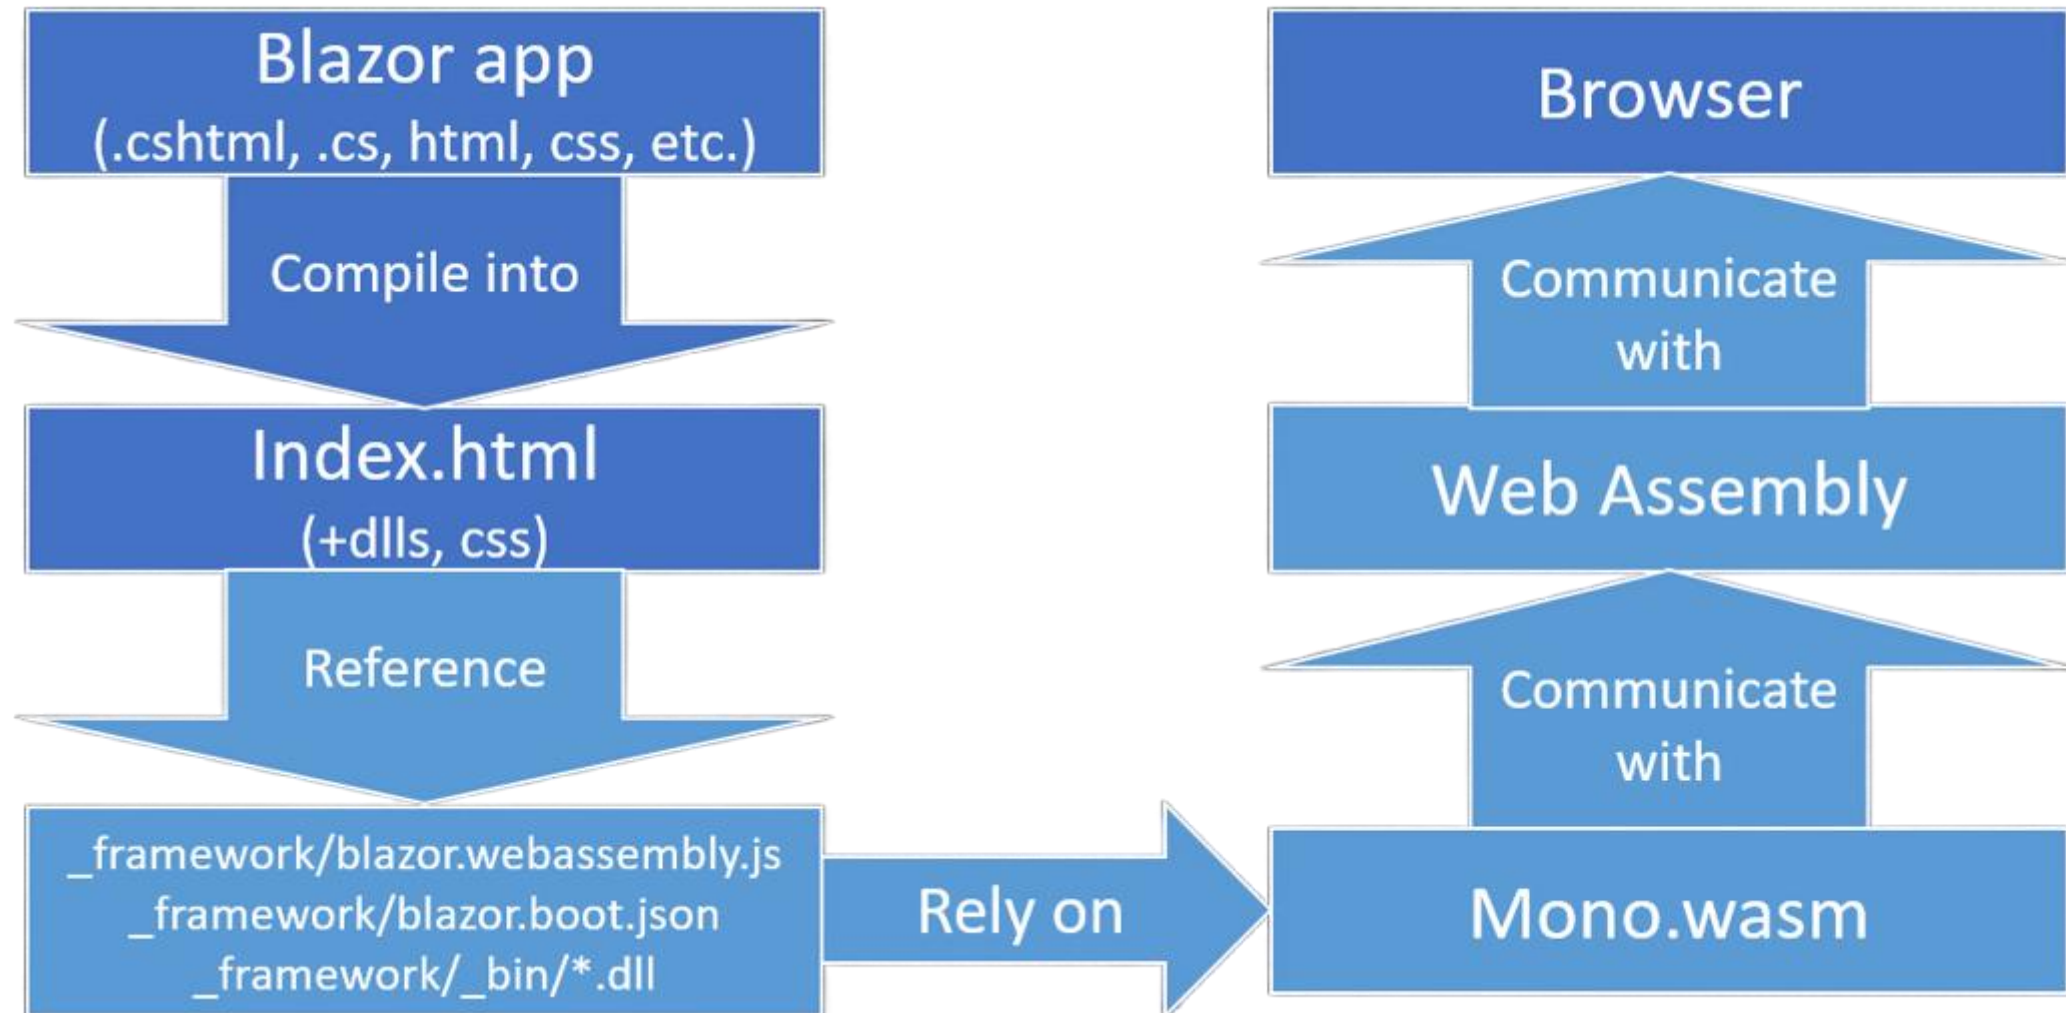 Blazor app
(.cshtml, .cs, html, css, etc.)
Compile into
Index.html
(+dlls, css)
Reference
_framework/blazor.webassembly.js
_framework/blazor.boot.json
_framework/_bin/*.dll
Rely on
Mono.wasm
Communicate
with
Web Assembly
Communicate
with
Browser